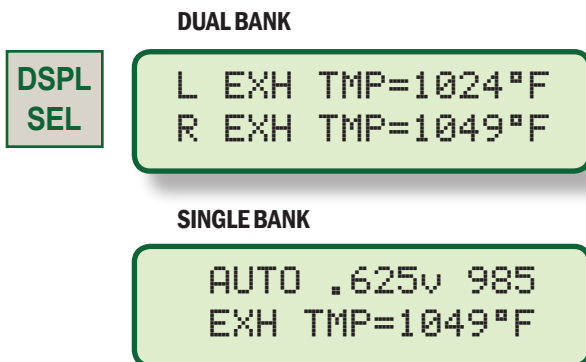 DUAL BANK
DSPL
SEL
L EXH TMP=1024°F
R EXH TMP=1049°F
SINGLE BANK
AUTO .625v 985
EXH TMP=1049°F